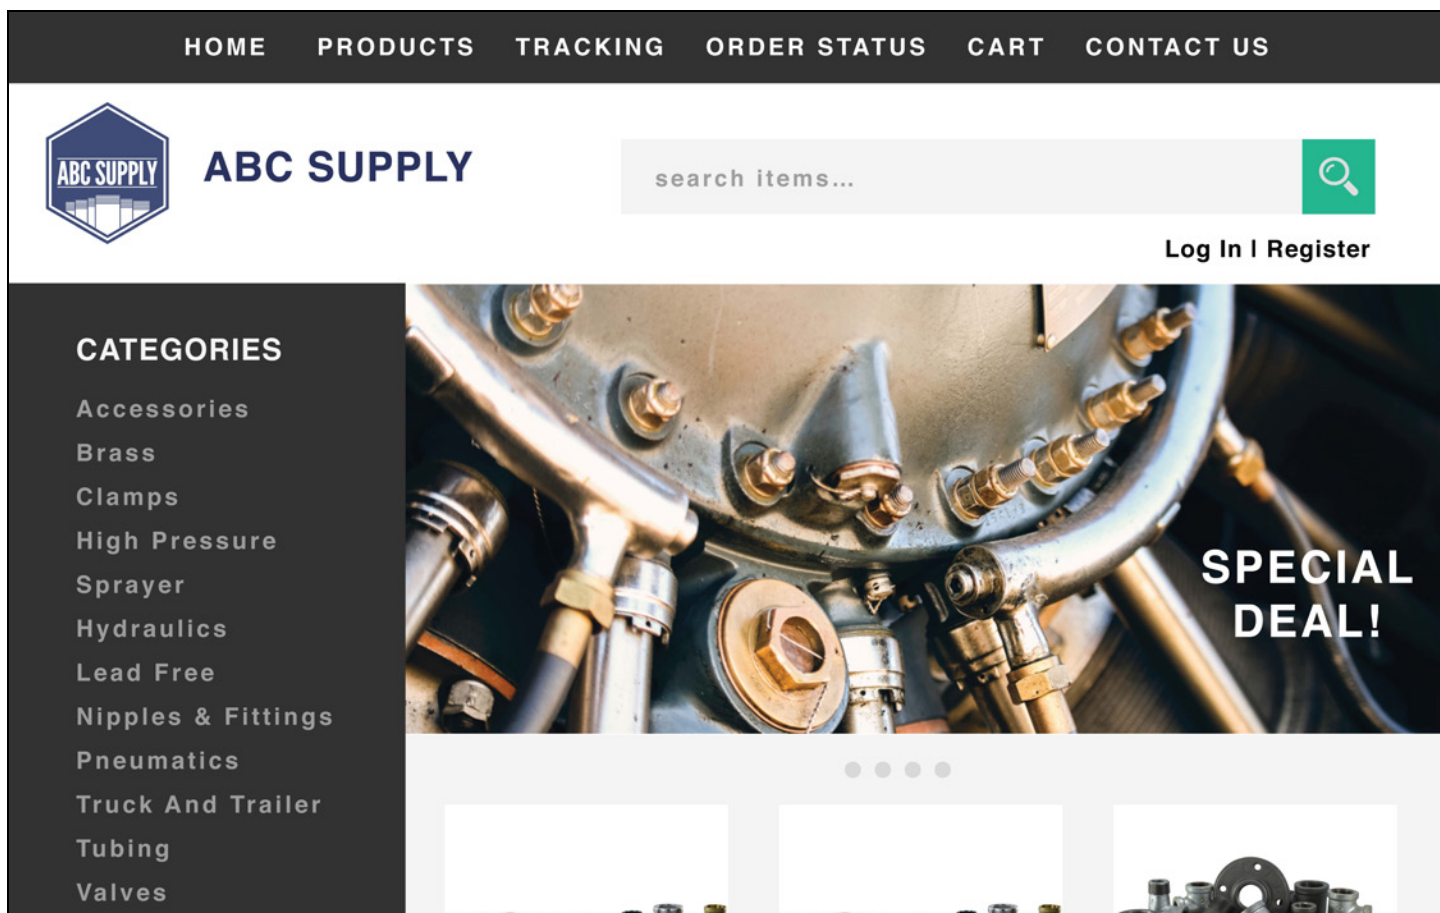 HOME PRODUCTS TRACKING ORDER STATUS CART CONTACT US
ABC SUPPLY
ABC SUPPLY
search items...
Log In | Register
CATEGORIES
Accessories
Brass
Clamps
High Pressure
Sprayer
Hydraulics
Lead Free
Nipples & Fittings
Pneumatics
Truck And Trailer
Tubing
Valves
SPECIAL
DEAL!